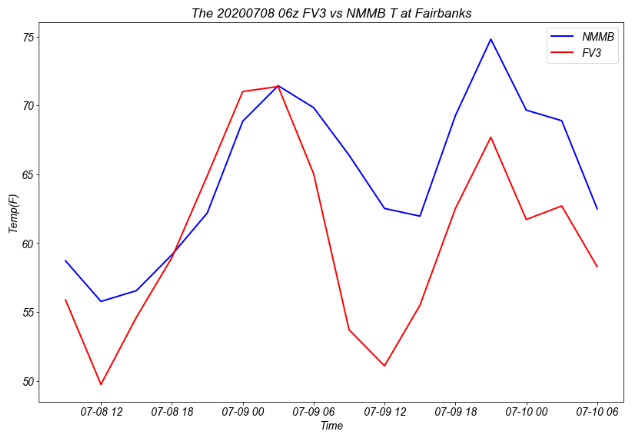 The 20200708 06z FV3 vs NMMB T at Fairbanks
NMMB
FV3
75
70
65
60
55
50
Temp(F)
07-08 12 07-08 18 07-09 00 07-09 06 07-09 12 07-09 18 07-10 00 07-10 06
Time